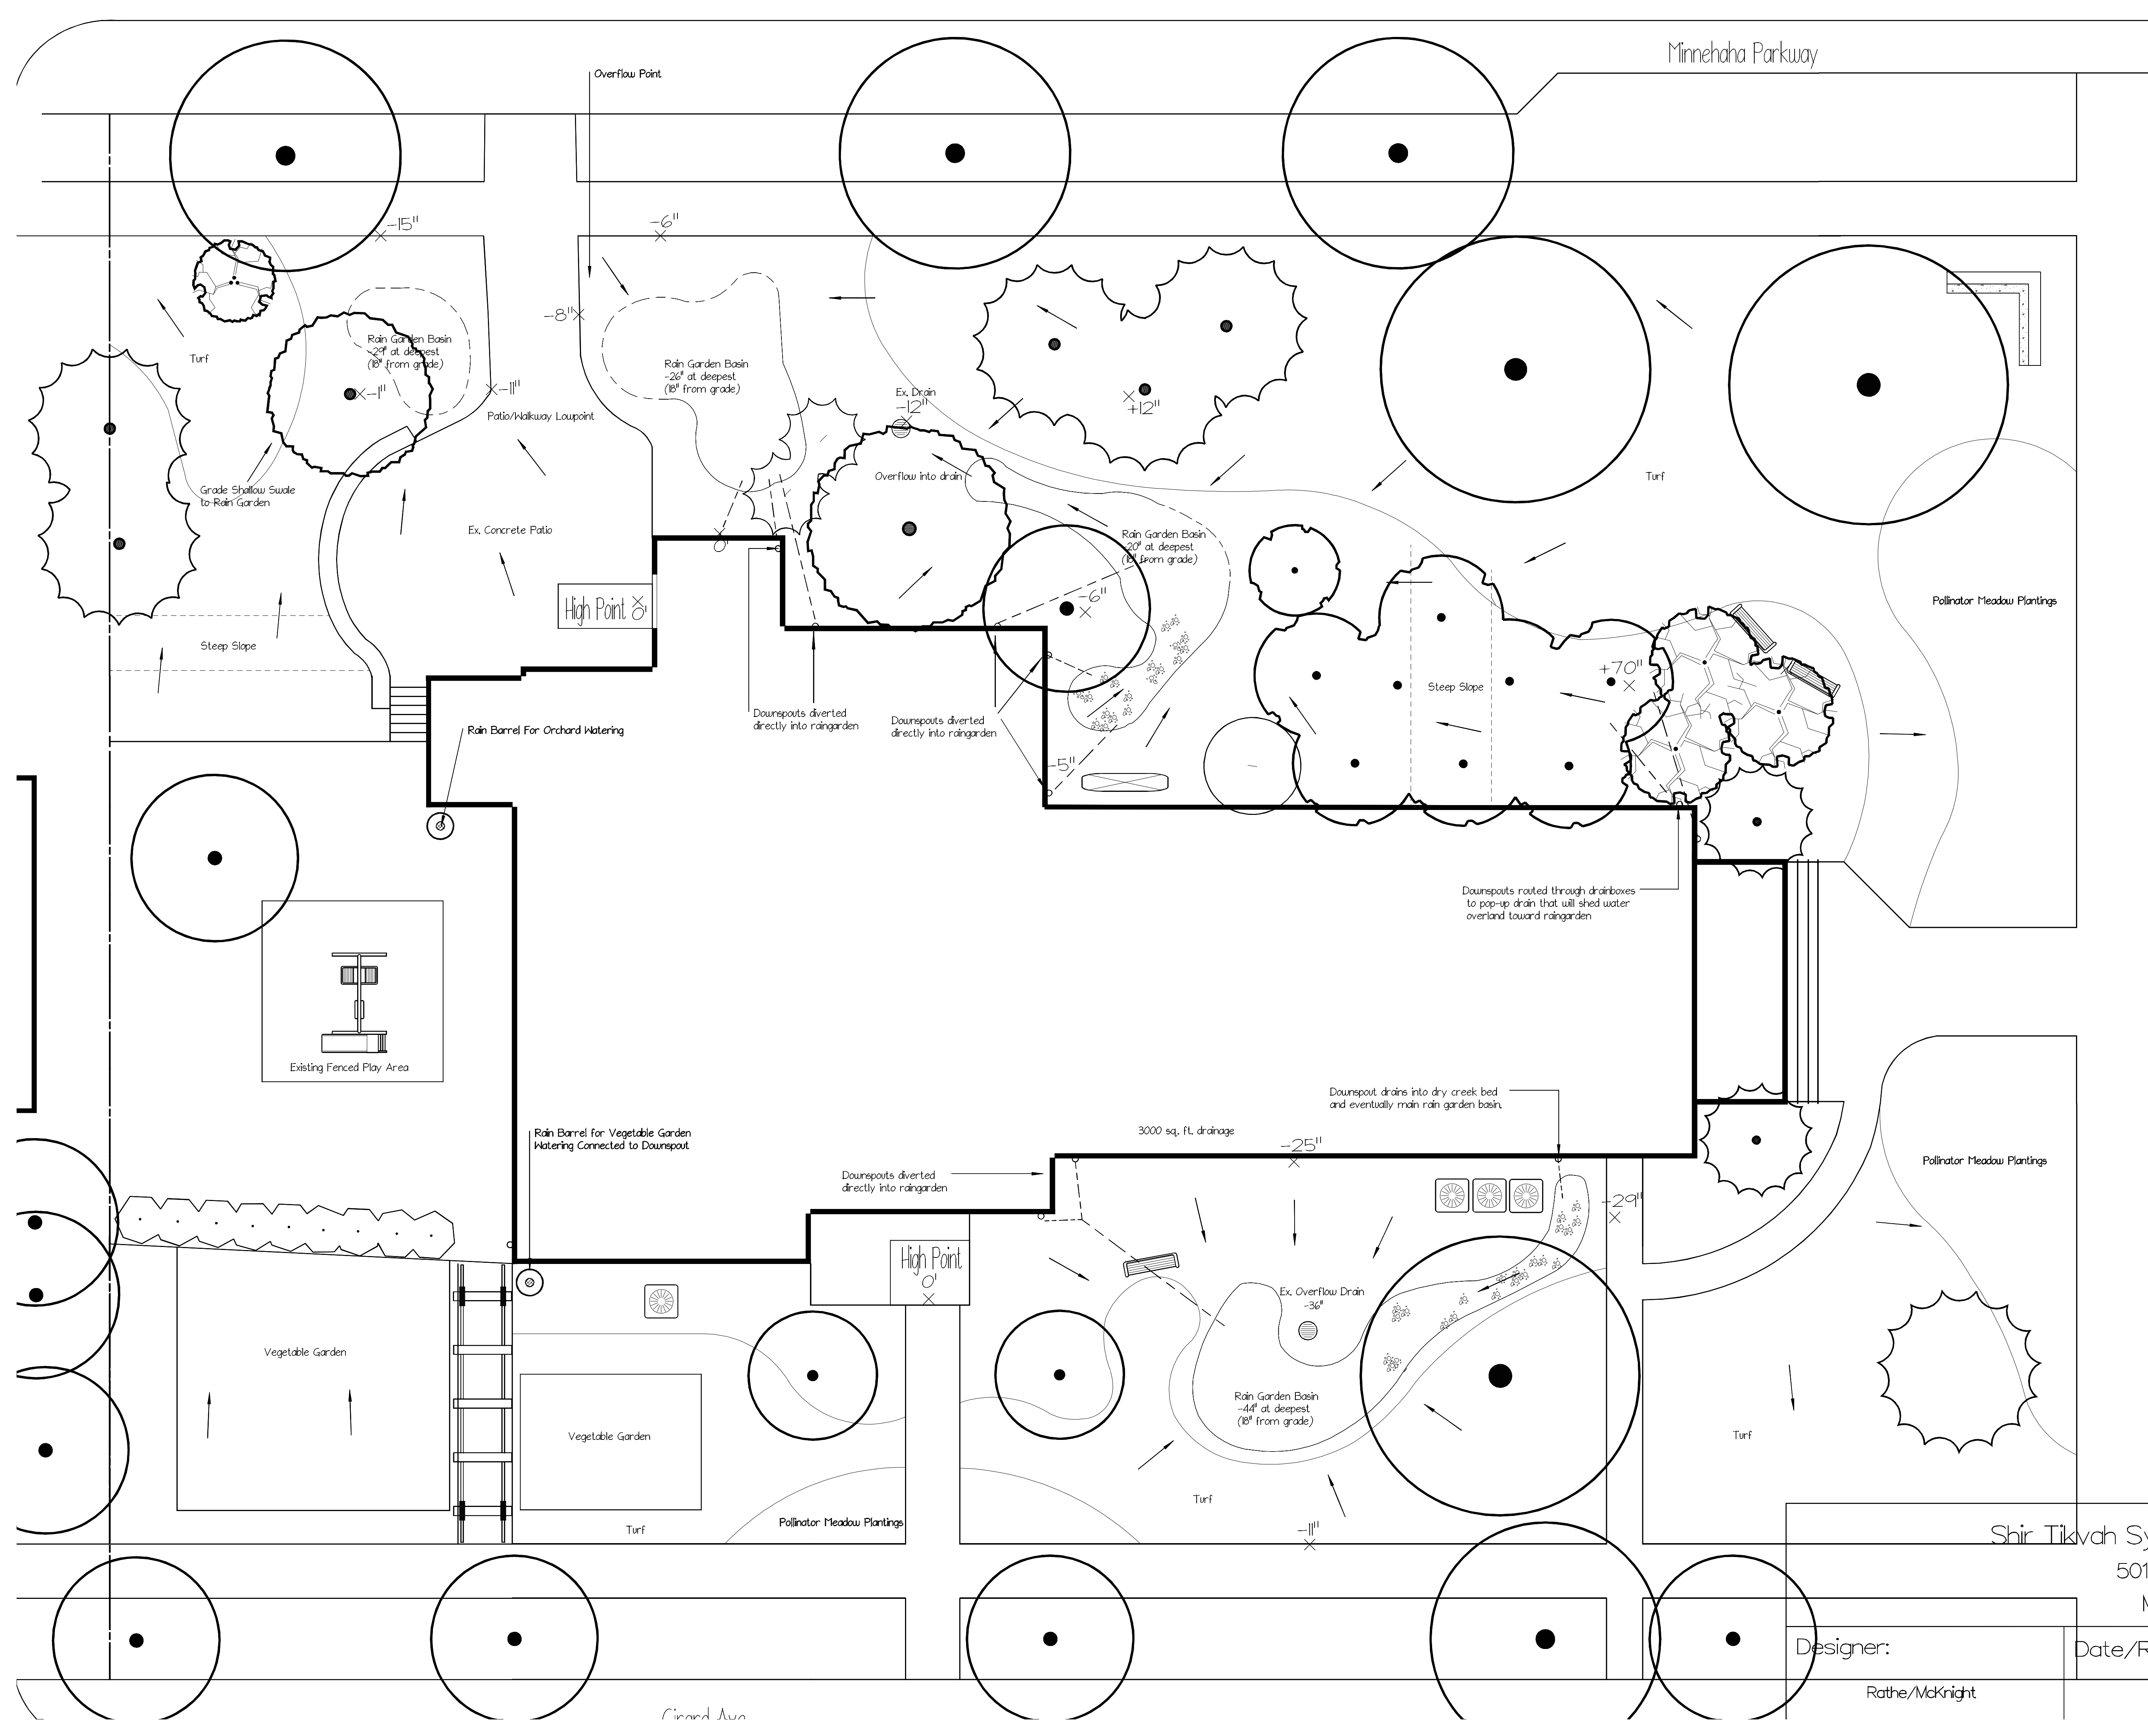 Minnehaha Parkway
Overflow Point
-15"
-6"
-8"
Rain Garden Basin
-29" at deepest
(18" from grade)
Turf
-1"
-11"
Patio/Walkway Lowpoint
Rain Garden Basin
-26" at deepest
(18" from grade)
Ex. Drain
-12"
+12"
Overflow into drain
Turf
Grade Shallow Swale
to Rain Garden
Ex. Concrete Patio
0'
Rain Garden Basin
-20" at deepest
(18" from grade)
High Point 0'
-6"
Pollinator Meadow Plantings
Steep Slope
+70"
Steep Slope
Downspouts diverted
directly into raingarden
Downspouts diverted
directly into raingarden
Rain Barrel For Orchard Watering
-5"
Downspouts routed through drainboxes
to pop-up drain that will shed water
overland toward raingarden
Existing Fenced Play Area
Downspout drains into dry creek bed
and eventually main rain garden basin.
Rain Barrel for Vegetable Garden
Watering Connected to Downspout
3000 sq. ft. drainage
-25"
Pollinator Meadow Plantings
Downspouts diverted
directly into raingarden
-29"
High Point
0'
Ex. Overflow Drain
-36"
Vegetable Garden
Rain Garden Basin
-44" at deepest
(18" from grade)
Vegetable Garden
Turf
Turf
Pollinator Meadow Plantings
Turf
-11"
Shir Tikvah Sy
501
M
Designer:
Date/R
Rathe/McKnight
Girard Ave